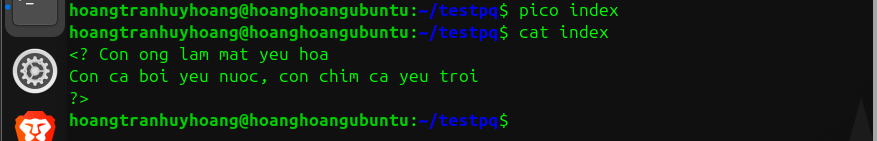 hoangtranhuyhoang@hoanghoangubuntu:~/testpq$ pico index
hoangtranhuyhoang@hoanghoangubuntu:~/testpq$ cat index
<? Con ong lam mat yeu hoa
Con ca boi yeu nuoc, con chim ca yeu troi
?>
hoangtranhuyhoang@hoanghoangubuntu:~/testpq$